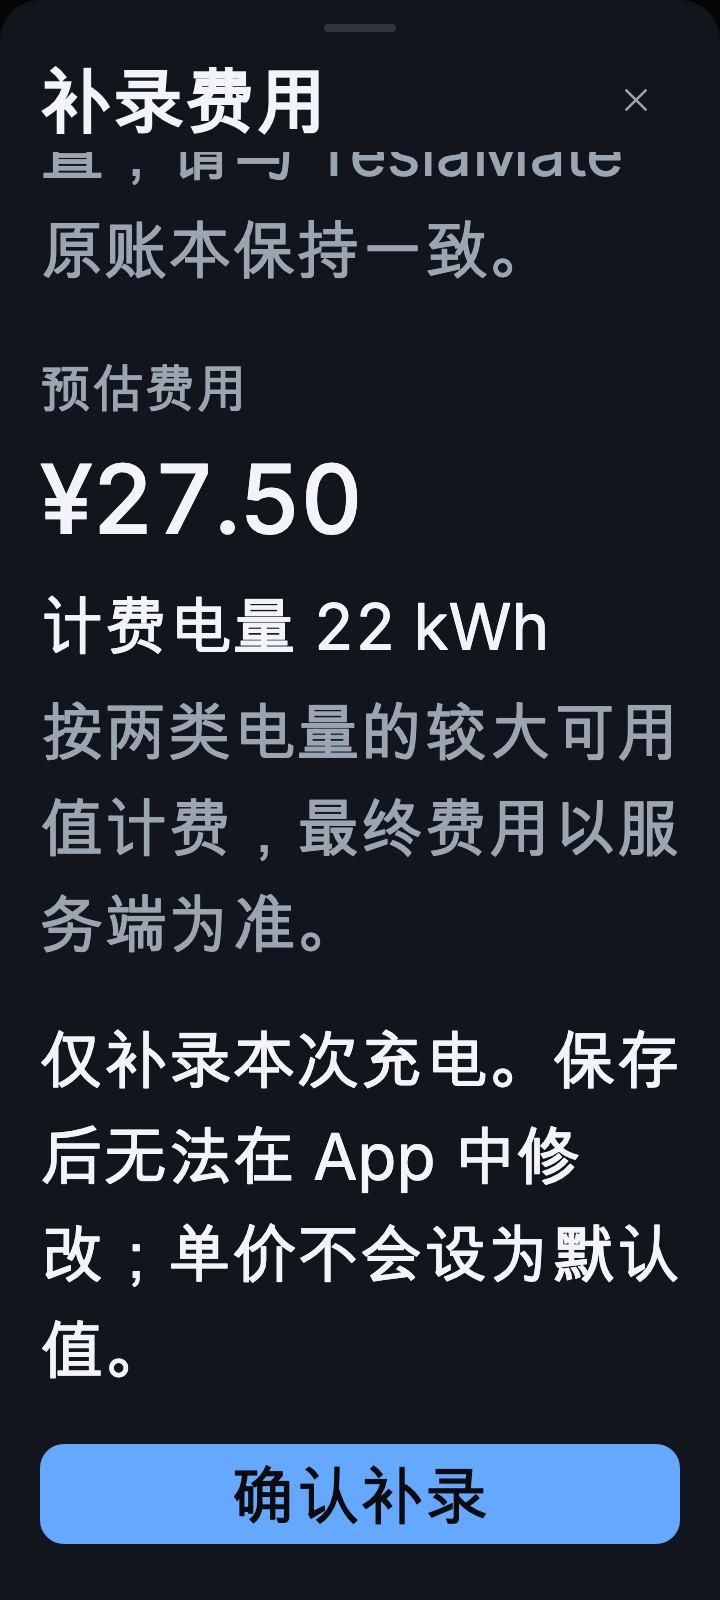 补录费用
置，请与 TeslaMate
原账本保持一致。
预估费用
¥27.50
计费电量 22 kWh
按两类电量的较大可用
值计费，最终费用以服
务端为准。
仅补录本次充电。保存
后无法在 App 中修
改；单价不会设为默认
值。
确认补录